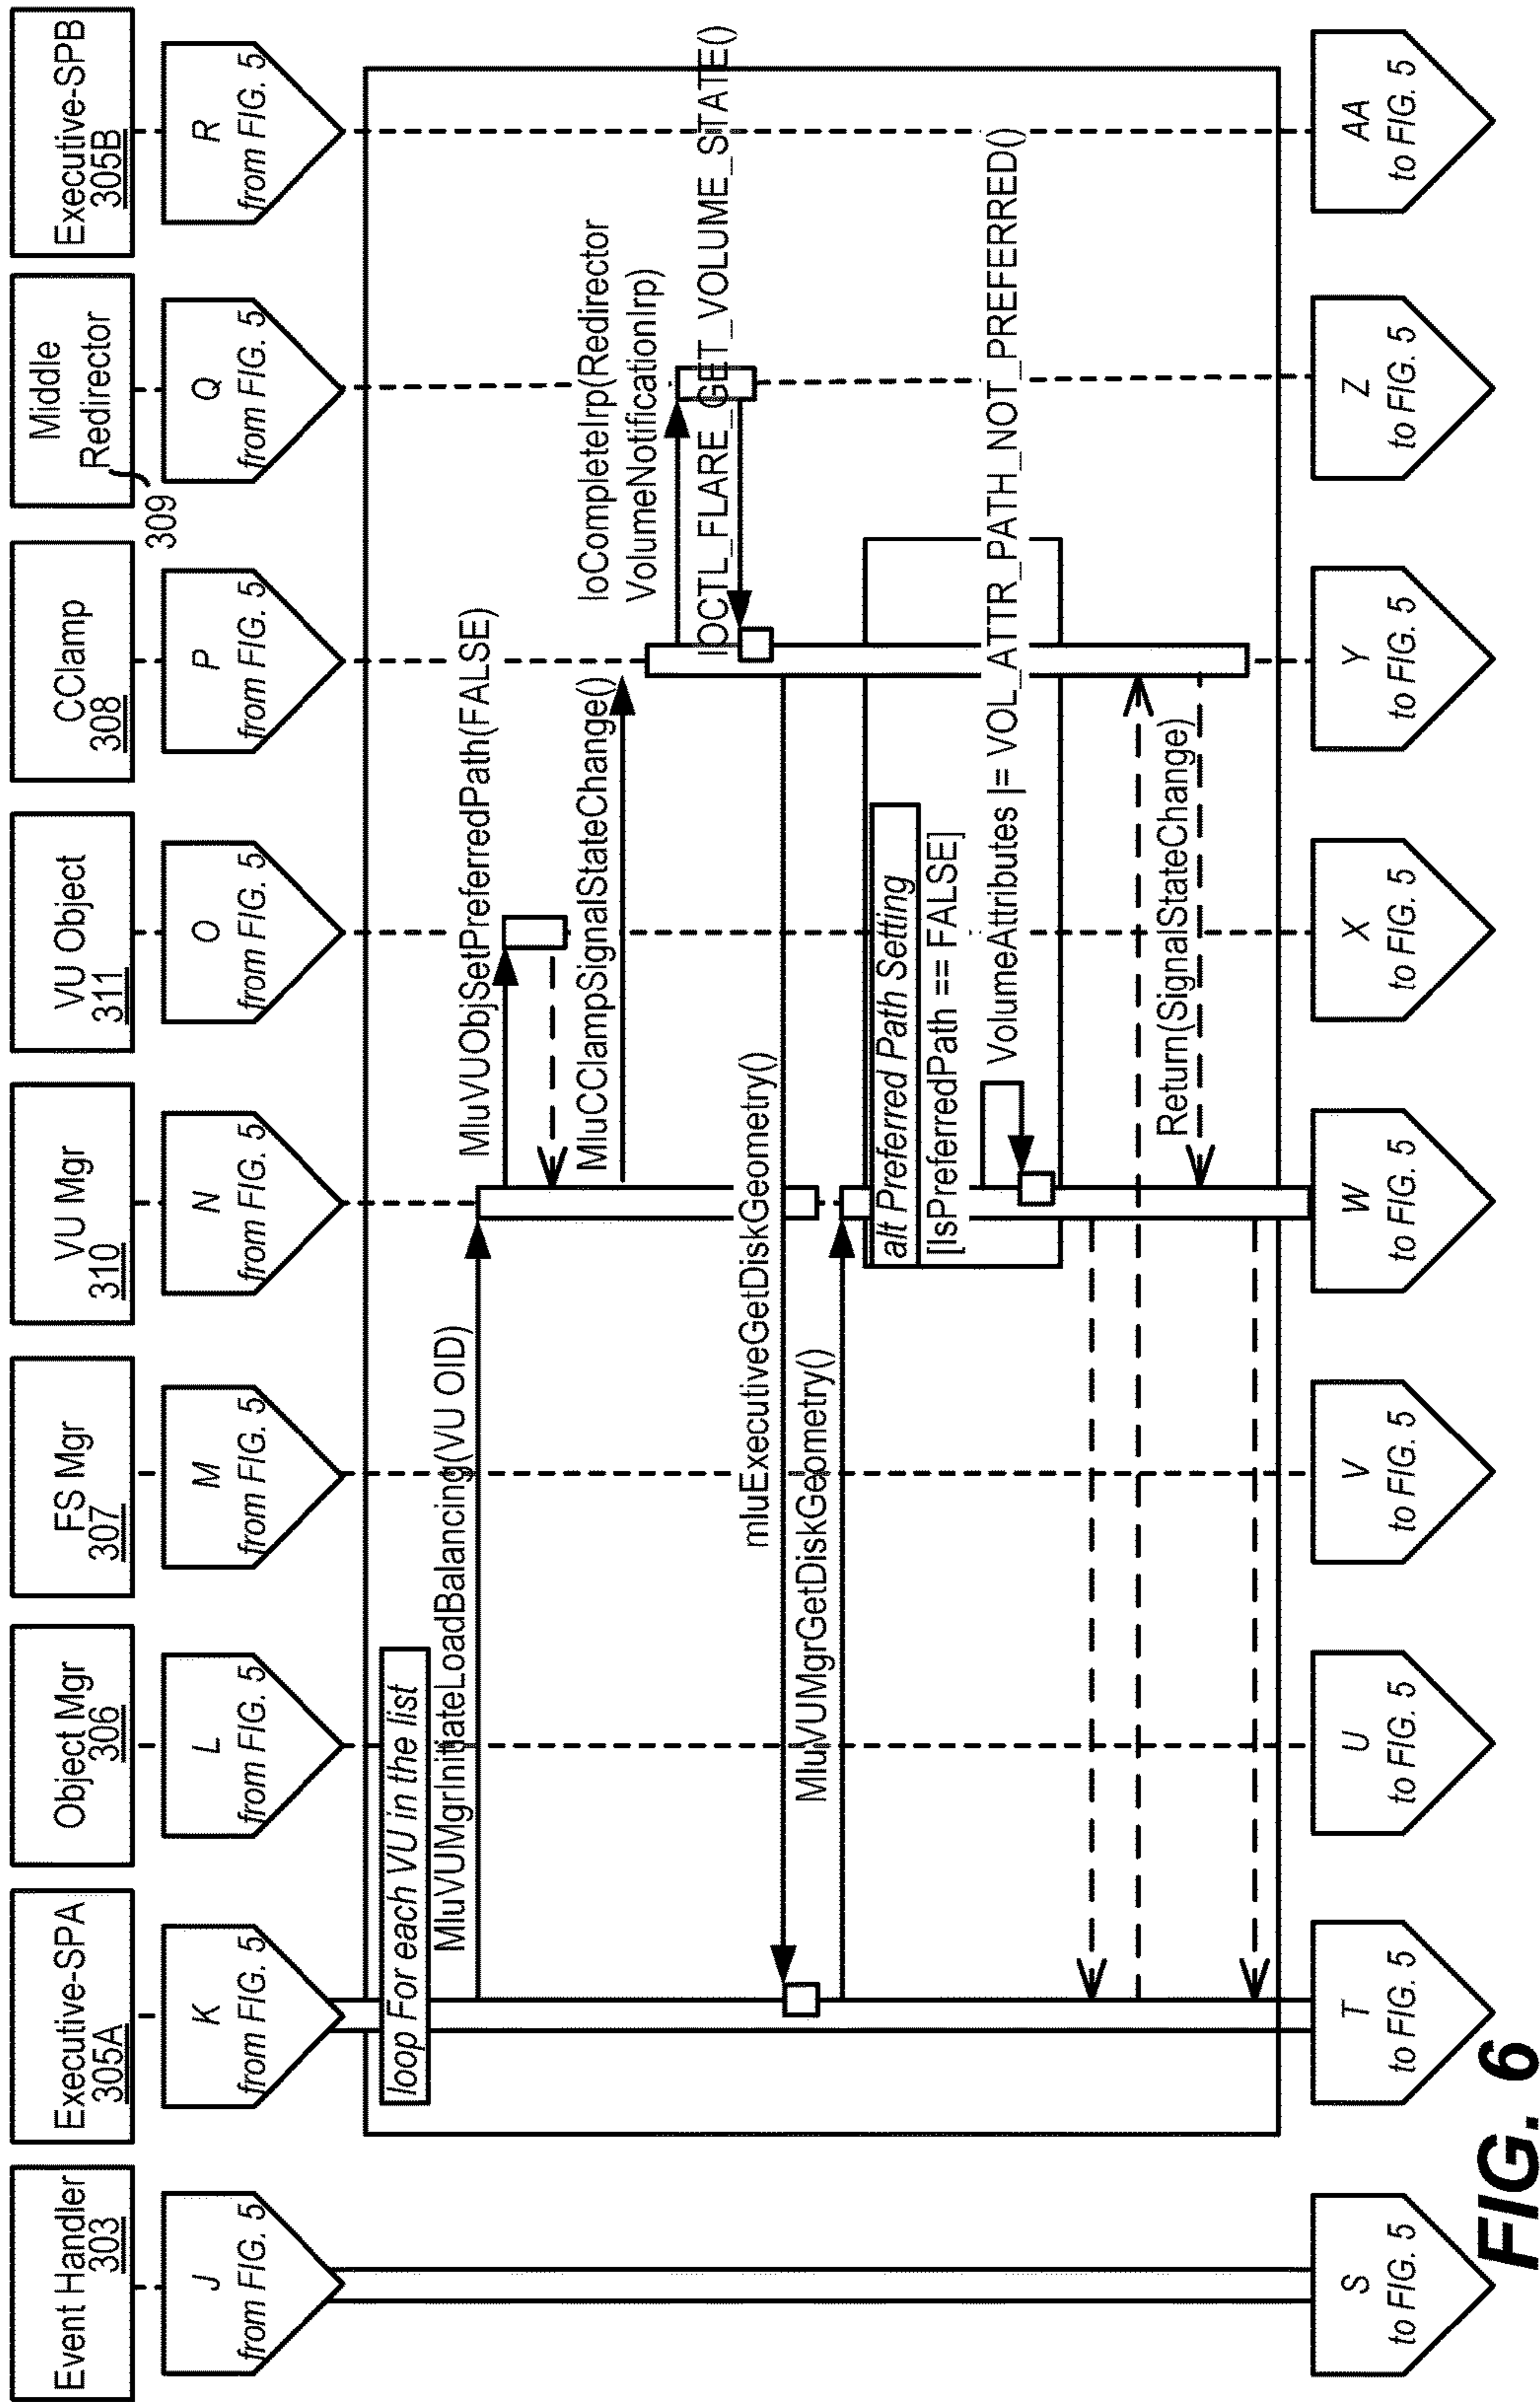 Event Handler
303
Executive-SPA
305A
Object Mgr
306
FS Mgr
307
VU Mgr
310
VU Object
311
CClamp
308
Middle
Redirector
309
Executive-SPB
305B
J
from FIG. 5
K
from FIG. 5
L
from FIG. 5
M
from FIG. 5
N
from FIG. 5
O
from FIG. 5
P
from FIG. 5
Q
from FIG. 5
R
from FIG. 5
loop For each VU in the list
MluVUMgrInitiateLoadBalancing(VU OID)
MluVUObjSetPreferredPath(FALSE)
MluCClampSignalStateChange()
IoCompleteIrp(Redirector
VolumeNotificationIrp)
IOCTL_FLARE_GET_VOLUME_STATE()
mluExecutiveGetDiskGeometry()
MluVUMgrGetDiskGeometry()
alt Preferred Path Setting
[IsPreferredPath == FALSE]
VolumeAttributes |= VOL_ATTR_PATH_NOT_PREFERRED()
Return(SignalStateChange)
S
to FIG. 5
T
to FIG. 5
U
to FIG. 5
V
to FIG. 5
W
to FIG. 5
X
to FIG. 5
Y
to FIG. 5
Z
to FIG. 5
AA
to FIG. 5
FIG. 6